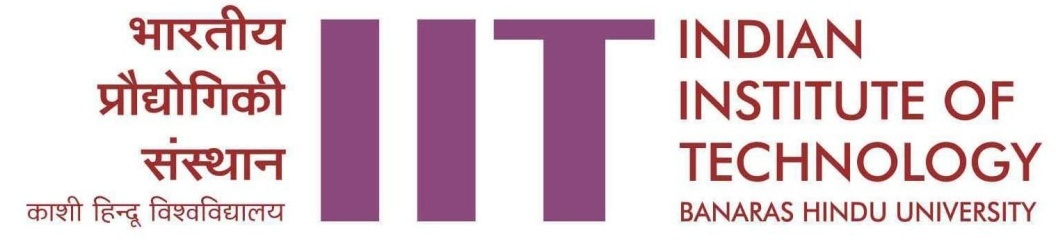 भारतीय
प्रौद्योगिकी
संस्थान
काशी हिन्दू विश्वविद्यालय
IIT
INDIAN
INSTITUTE OF
TECHNOLOGY
BANARAS HINDU UNIVERSITY